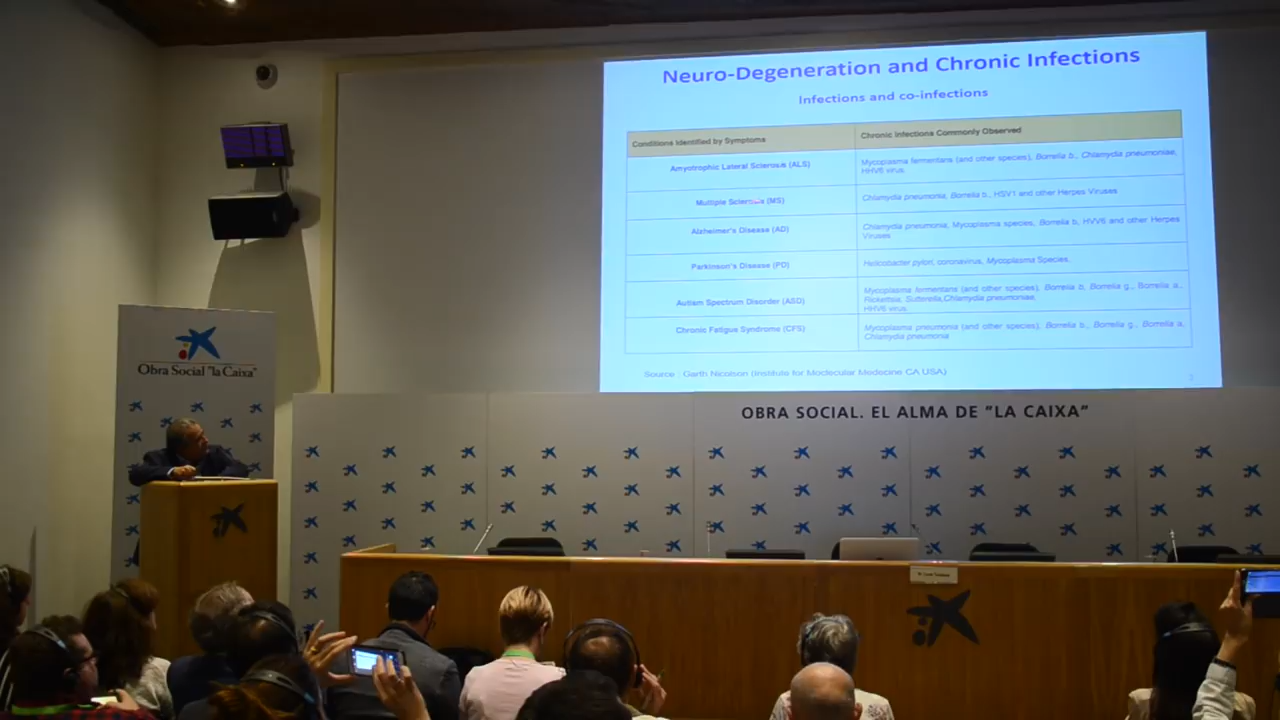 Neuro-Degeneration and Chronic Infections
Infections and co-infections
Conditions Identified by Symptoms
Chronic Infections Commonly Observed
Amyotrophic Lateral Sclerosis (ALS)
Mycoplasma fermentans (and other species), Borrelia b., Chlamydia pneumoniae,
HHV6 virus.
Multiple Sclerosis (MS)
Chlamydia pneumonia, Borrelia b., HSV1 and other Herpes Viruses
Alzheimer's Disease (AD)
Chlamydia pneumonia, Mycoplasma species, Borrelia b, HVV6 and other Herpes
Viruses
Parkinson's Disease (PD)
Helicobacter pylori, coronavirus, Mycoplasma Species.
Autism Spectrum Disorder (ASD)
Mycoplasma fermentans (and other species), Borrelia b, Borrelia g., Borrelia a.,
Rickettsia, Sutterella,Chlamydia pneumoniae,
HHV6 virus.
Chronic Fatigue Syndrome (CFS)
Mycoplasma pneumonia (and other species), Borrelia b., Borrelia g., Borrelia a,
Chlamydia pneumonia
Source : Garth Nicolson (Institute for Moclecular Medecine CA USA)
Obra Social "la Caixa"
OBRA SOCIAL. EL ALMA DE "LA CAIXA"